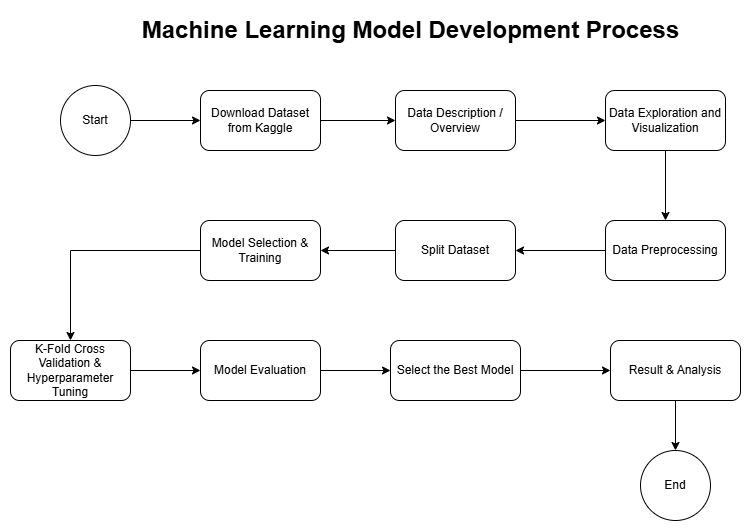 Machine Learning Model Development Process
Start
Download Dataset
from Kaggle
Data Description /
Overview
Data Exploration and
Visualization
Model Selection &
Training
Split Dataset
Data Preprocessing
K-Fold Cross
Validation &
Hyperparameter
Tuning
Model Evaluation
Select the Best Model
Result & Analysis
End